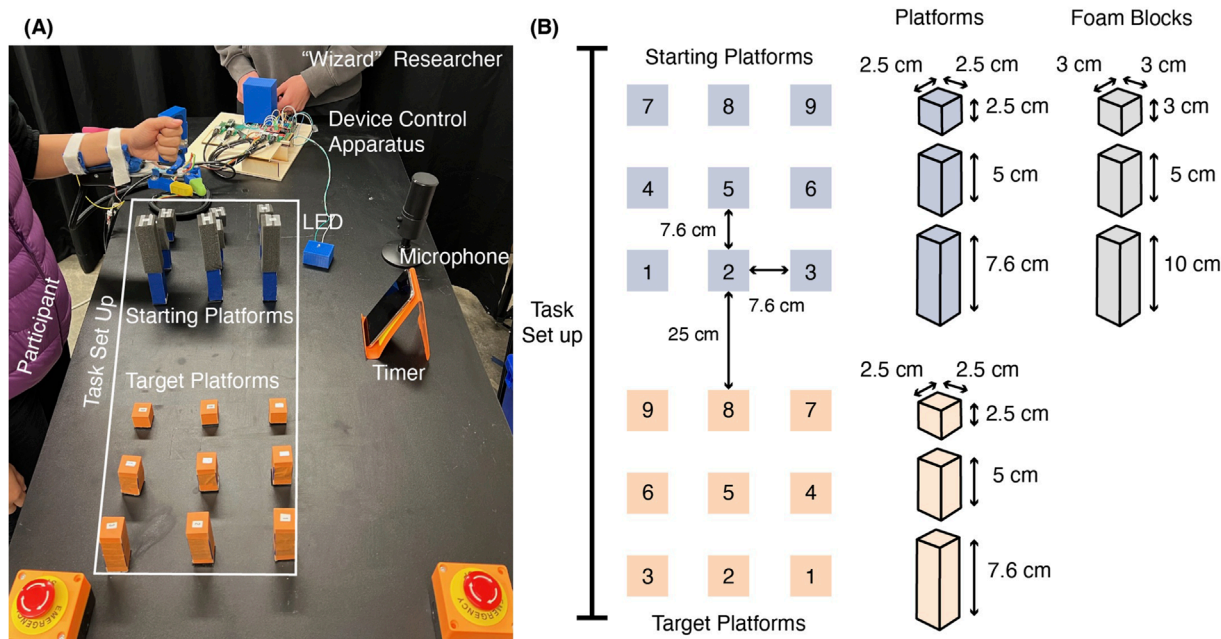 (A)
"Wizard" Researcher
Device Control
Apparatus
LED
Microphone
Starting Platforms
Participant
Task Set Up
Target Platforms
Timer
EMERGENCY
EMERGENCY
(B)
Starting Platforms
7 8 9
4 5 6
7.6 cm
1 2 3
7.6 cm
25 cm
Task
Set up
9 8 7
6 5 4
3 2 1
Target Platforms
Platforms
2.5 cm 2.5 cm
2.5 cm
5 cm
7.6 cm
2.5 cm 2.5 cm
2.5 cm
5 cm
7.6 cm
Foam Blocks
3 cm 3 cm
3 cm
5 cm
10 cm